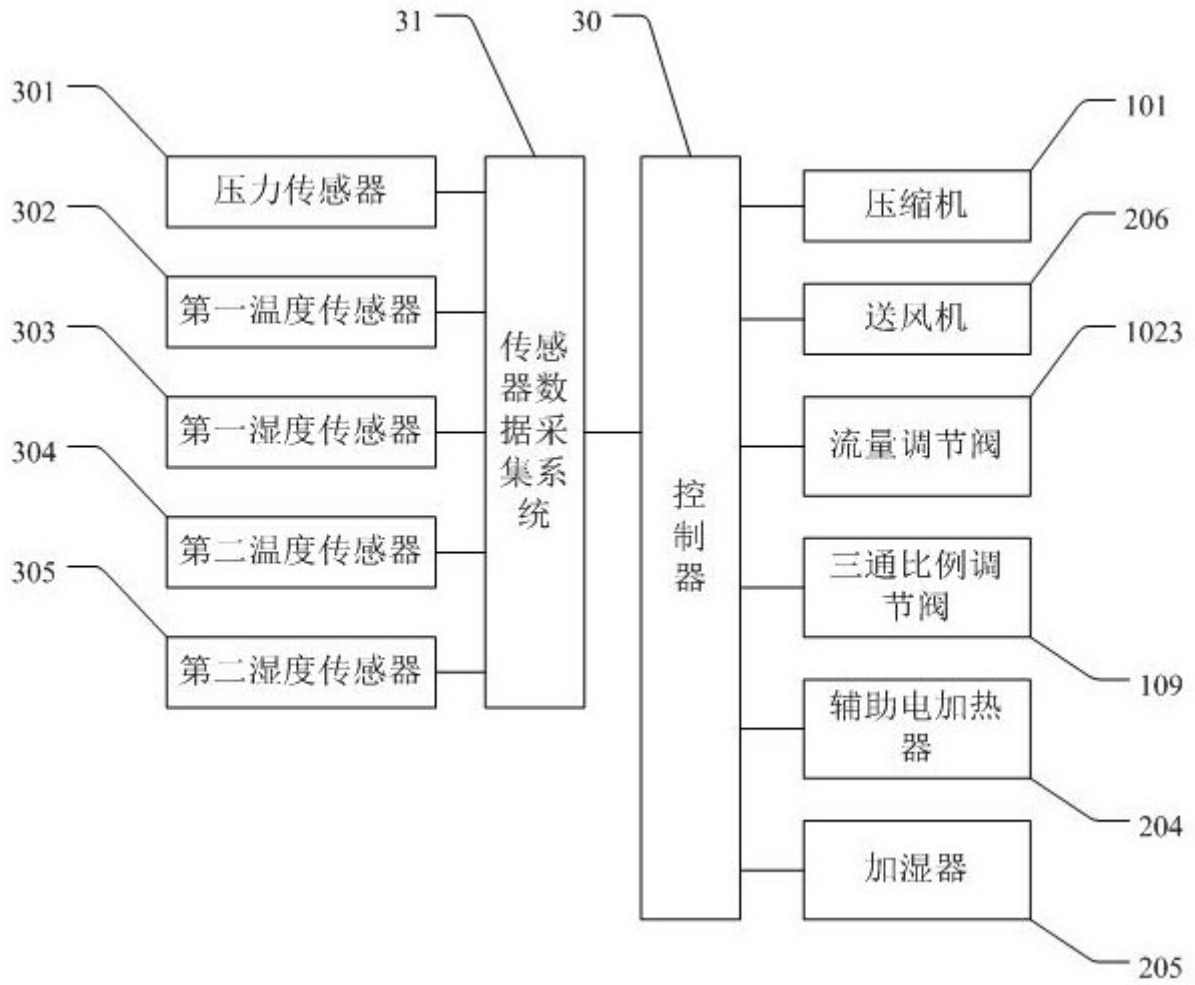 31
30
301
压力传感器
302
第一温度传感器
303
第一湿度传感器
304
第二温度传感器
305
第二湿度传感器
传感
器数
据采
集系
统
控
制
器
101
压缩机
206
送风机
1023
流量调节阀
三通比例调
节阀
109
辅助电加热
器
204
加湿器
205